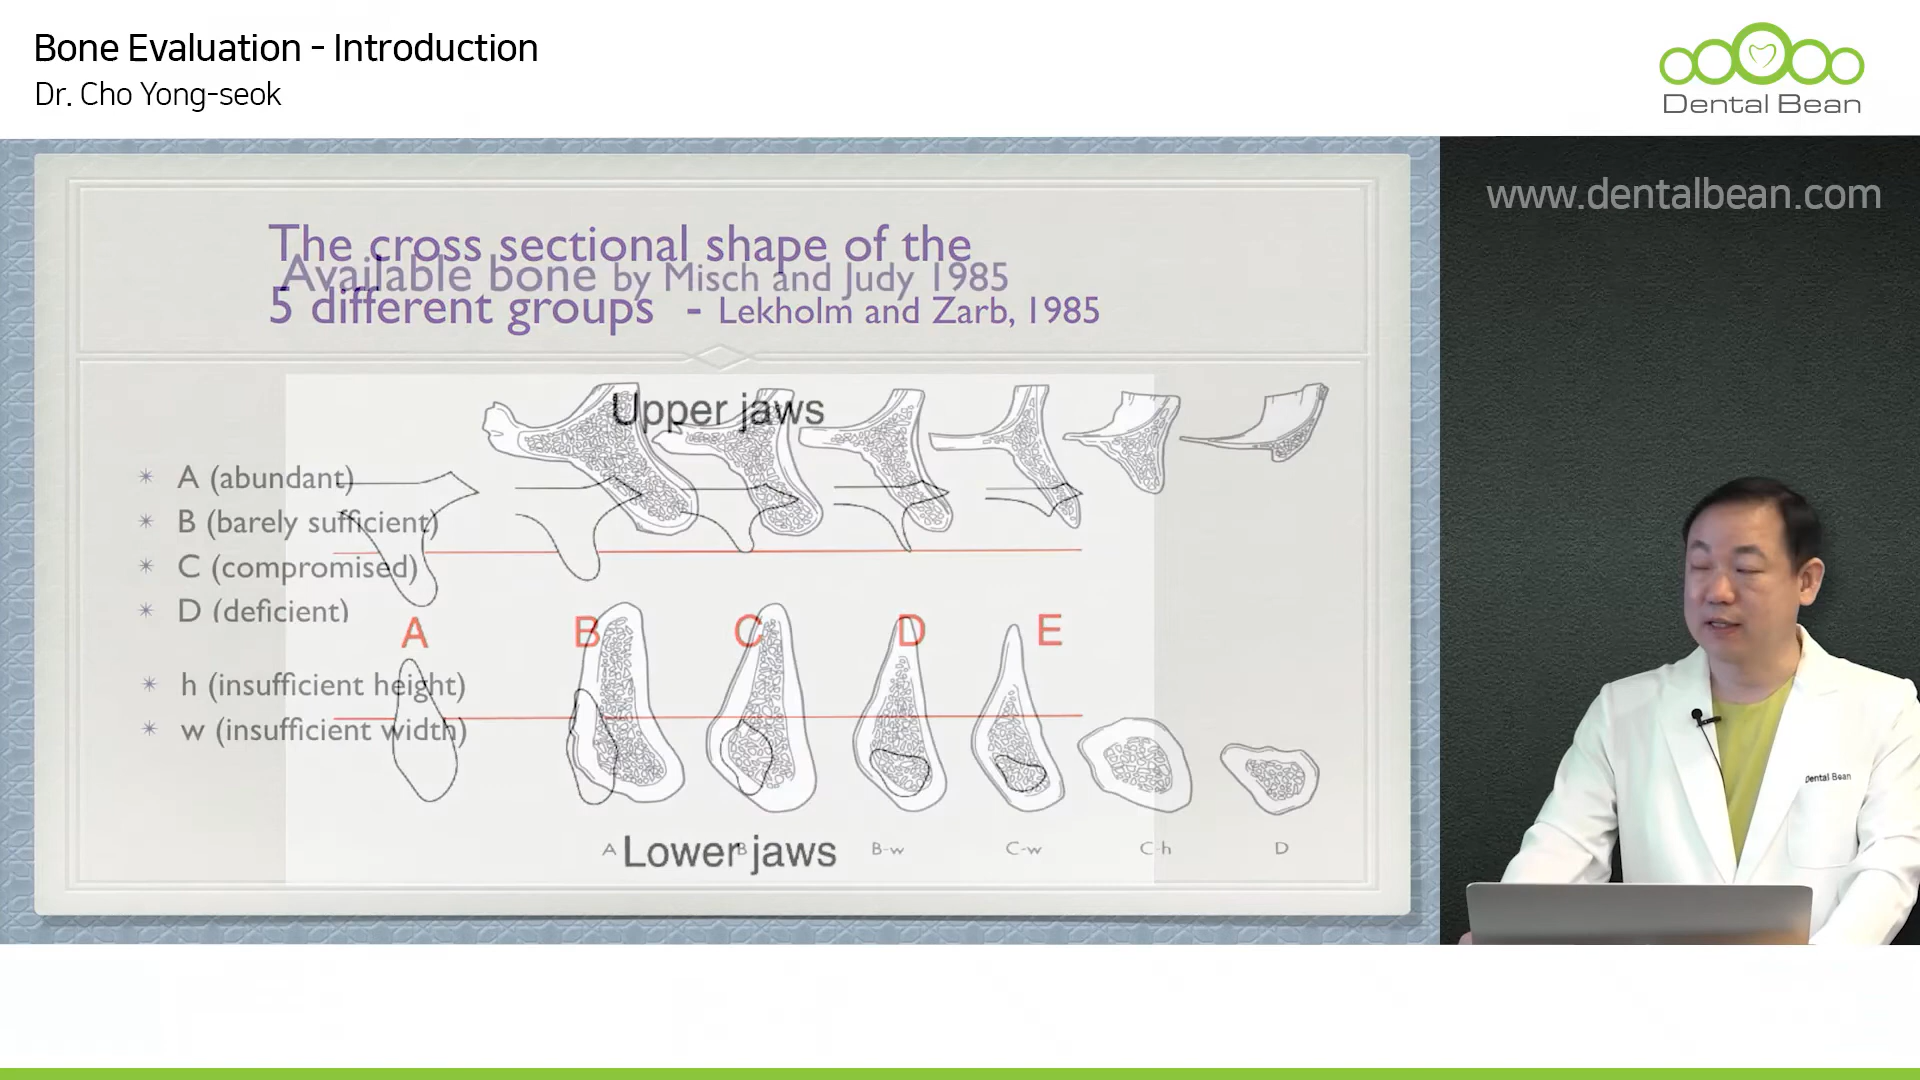 Bone Evaluation - Introduction
Dr. Cho Yong-seok
Dental Bean
www.dentalbean.com
The cross sectional shape of the
Available bone by Misch and Judy 1985
5 different groups - Lekholm and Zarb, 1985
Upper jaws
A (abundant)
B (barely sufficient)
C (compromised)
D (deficient)
A B C D E
h (insufficient height)
w (insufficient width)
Dental Bean
A B B-w C-w C-h D
Lower jaws